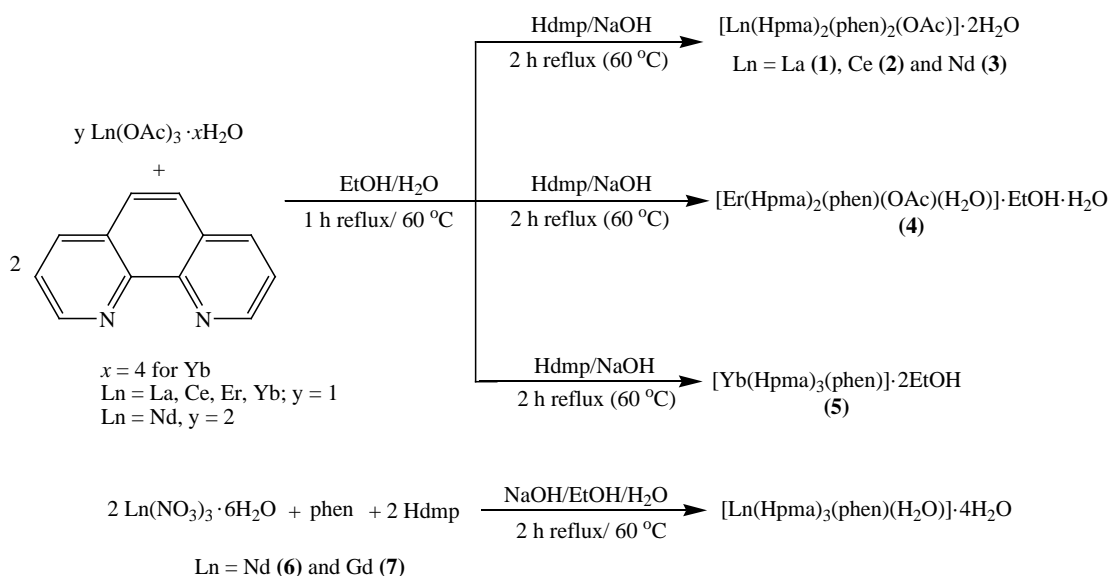 Hdmp/NaOH
2 h reflux (60 °C)
[Ln(Hpma)₂(phen)₂(OAc)]·2H₂O
Ln = La (1), Ce (2) and Nd (3)
y Ln(OAc)₃·xH₂O
+
2
N
N
EtOH/H₂O
1 h reflux/ 60 °C
Hdmp/NaOH
2 h reflux (60 °C)
[Er(Hpma)₂(phen)(OAc)(H₂O)]·EtOH·H₂O
(4)
x = 4 for Yb
Ln = La, Ce, Er, Yb; y = 1
Ln = Nd, y = 2
Hdmp/NaOH
2 h reflux (60 °C)
[Yb(Hpma)₃(phen)]·2EtOH
(5)
2 Ln(NO₃)₃·6H₂O + phen + 2 Hdmp
NaOH/EtOH/H₂O
2 h reflux/ 60 °C
[Ln(Hpma)₃(phen)(H₂O)]·4H₂O
Ln = Nd (6) and Gd (7)